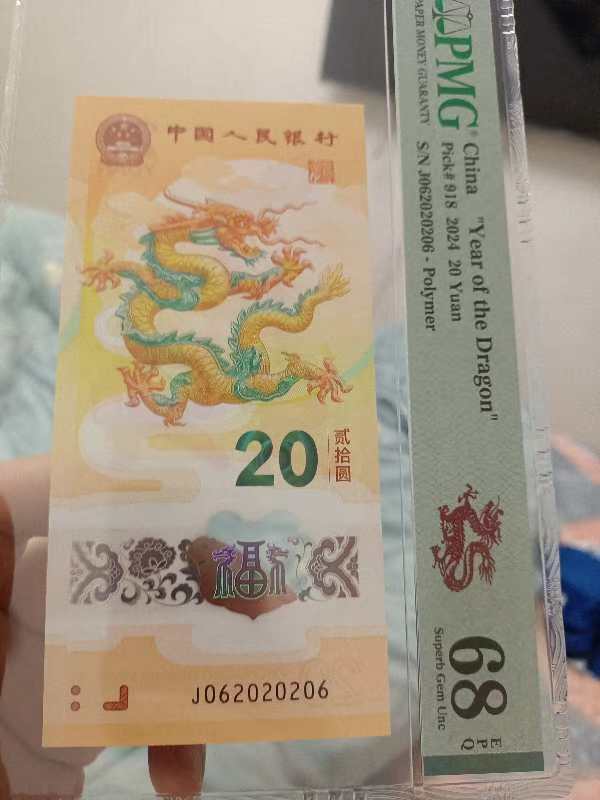 中国人民银行
20
贰拾圆
福
J062020206
PMG
PAPER MONEY GUARANTY
China "Year of the Dragon"
Pick# 918 2024 20 Yuan
S/N J062020206 - Polymer
68
EPQ
Superb Gem Unc